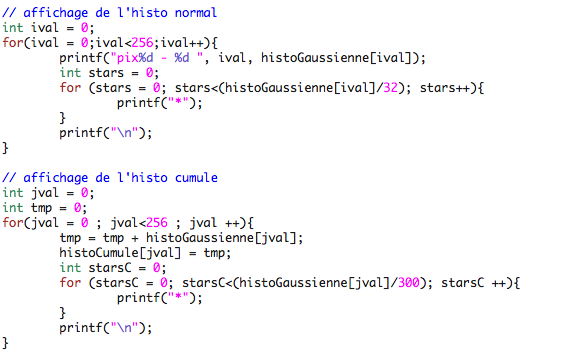 // affichage de l'histo normal
int ival = 0;
for(ival = 0;ival<256;ival++){
        printf("pix%d - %d ", ival, histoGaussienne[ival]);
        int stars = 0;
        for (stars = 0; stars<(histoGaussienne[ival]/32); stars++){
                printf("*");
        }
        printf("\n");
}

// affichage de l'histo cumule
int jval = 0;
int tmp = 0;
for(jval = 0 ; jval<256 ; jval ++){
        tmp = tmp + histoGaussienne[jval];
        histoCumule[jval] = tmp;
        int starsC = 0;
        for (starsC = 0; starsC<(histoGaussienne[jval]/300); starsC ++){
                printf("*");
        }
        printf("\n");
}